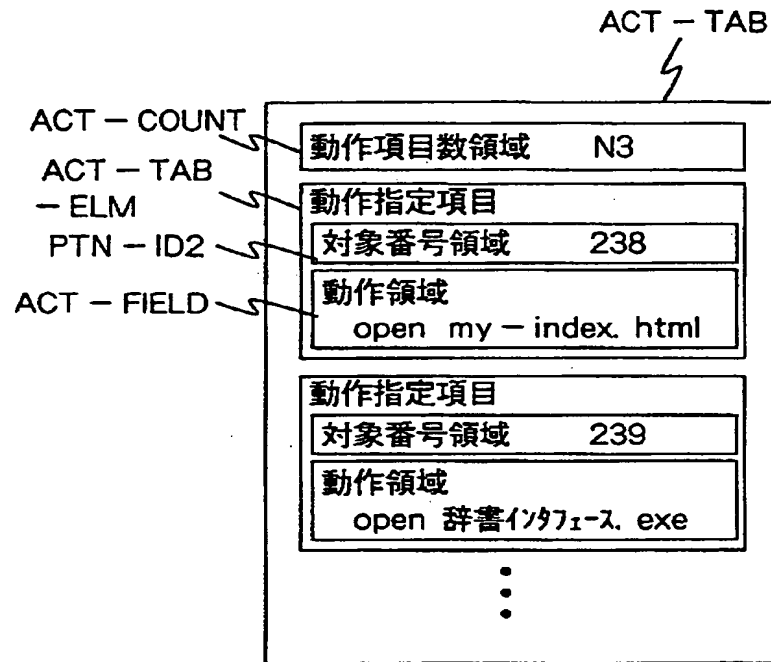 ACT－TAB
ACT－COUNT
動作項目数領域 N3
ACT－TAB
－ELM
動作指定項目
PTN－ID2
対象番号領域 238
ACT－FIELD
動作領域
open my－index. html
動作指定項目
対象番号領域 239
動作領域
open 辞書ｲﾝﾀﾌｪｰｽ. exe